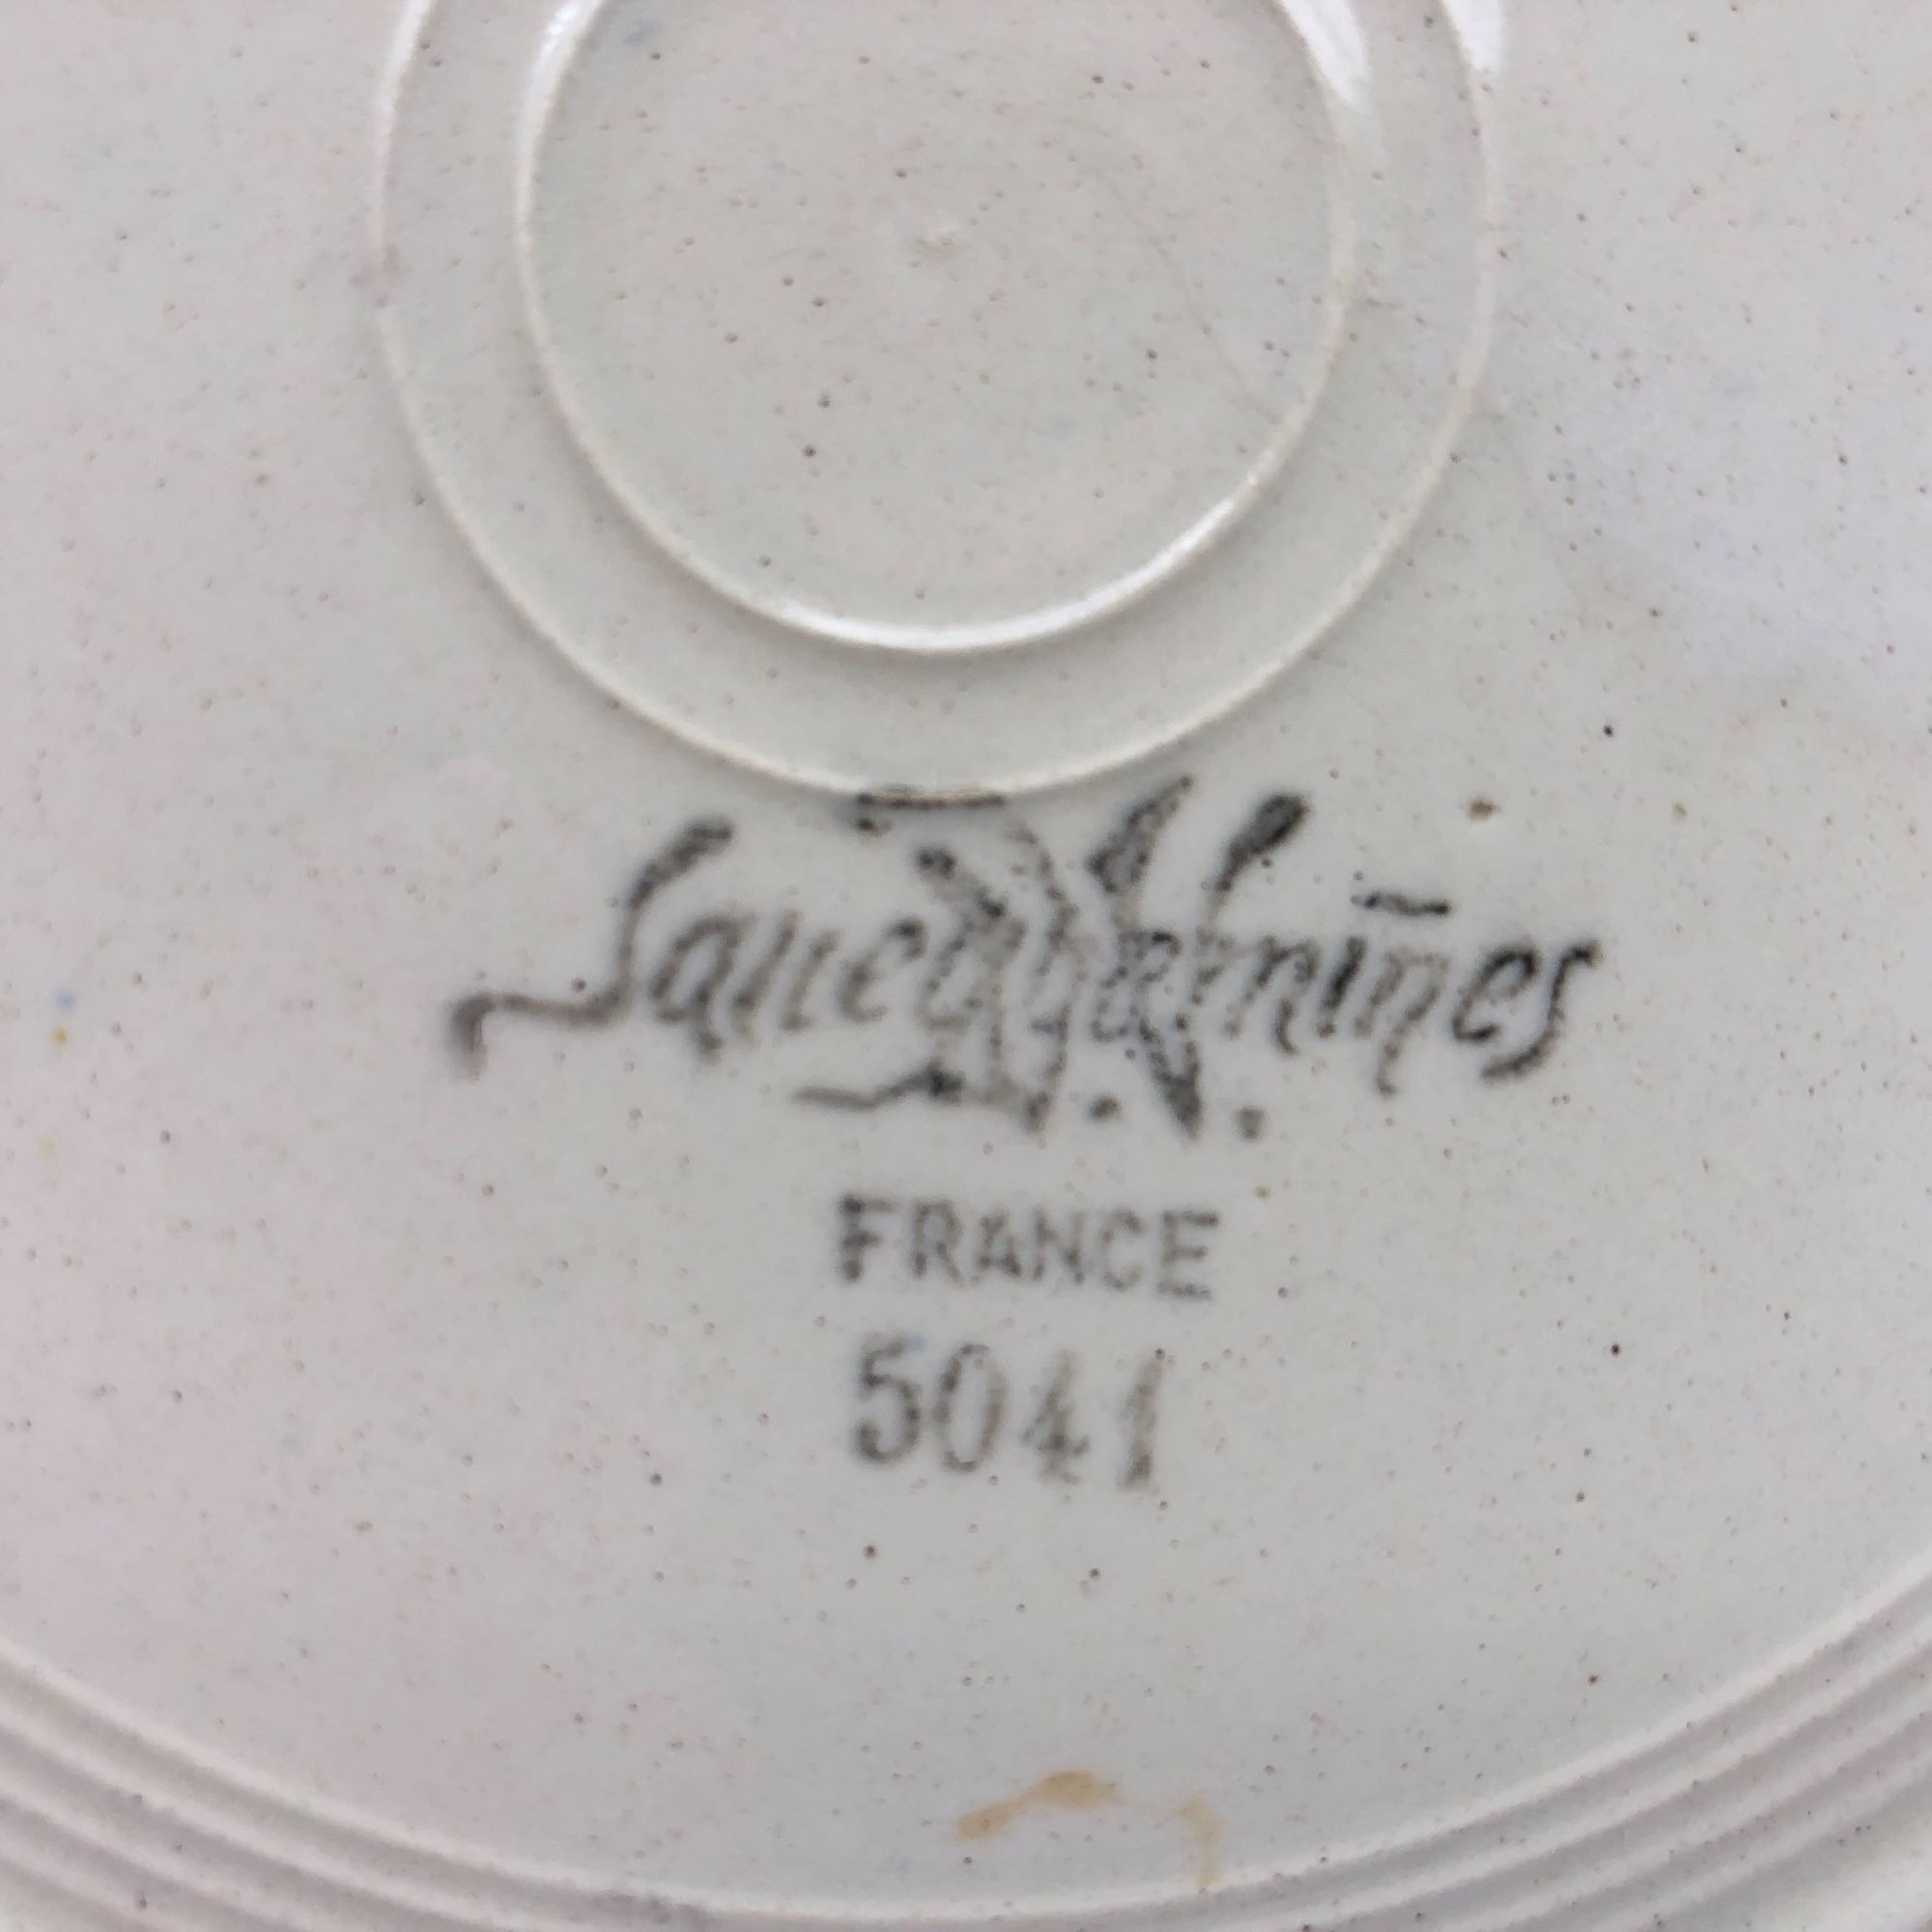 Sarreguemines
D.V.
FRANCE
5041